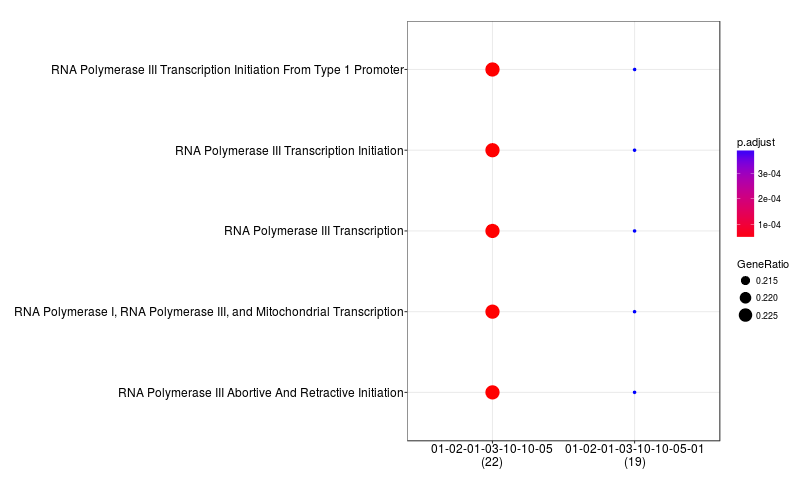 RNA Polymerase III Transcription Initiation From Type 1 Promoter
RNA Polymerase III Transcription Initiation
RNA Polymerase III Transcription
RNA Polymerase I, RNA Polymerase III, and Mitochondrial Transcription
RNA Polymerase III Abortive And Retractive Initiation
01-02-01-03-10-10-05
(22)
01-02-01-03-10-10-05-01
(19)
p.adjust
3e-04
2e-04
1e-04
GeneRatio
0.215
0.220
0.225